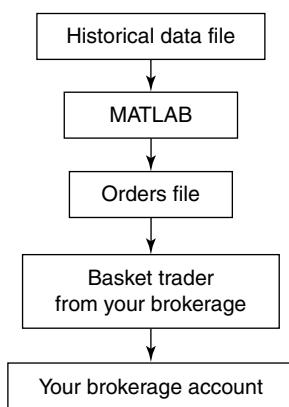 Historical data file
MATLAB
Orders file
Basket trader
from your brokerage
Your brokerage account